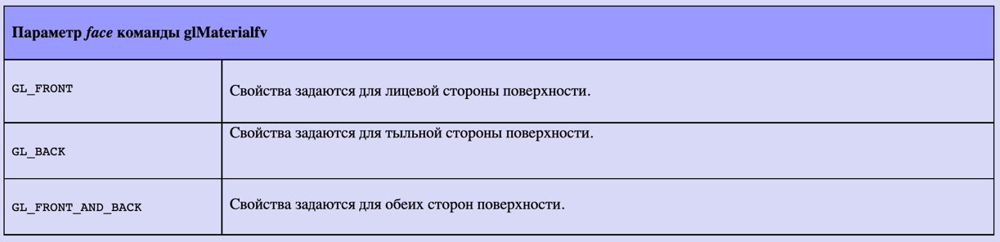 Параметр face команды glMaterialfv
GL_FRONT
Свойства задаются для лицевой стороны поверхности.
GL_BACK
Свойства задаются для тыльной стороны поверхности.
GL_FRONT_AND_BACK
Свойства задаются для обеих сторон поверхности.